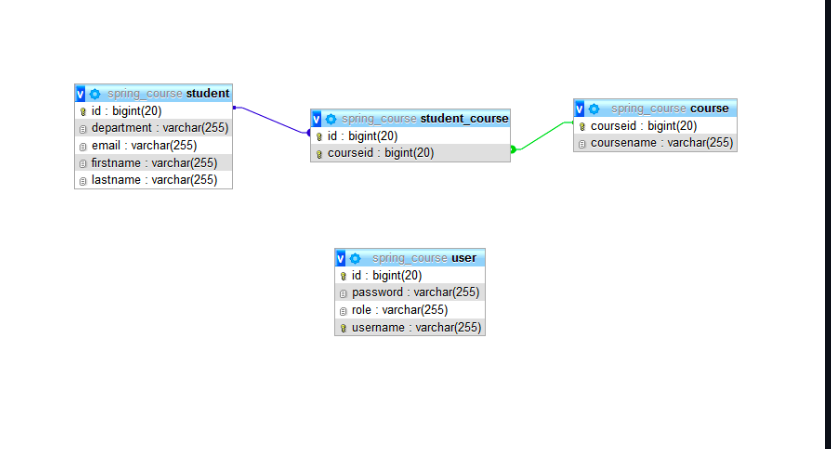 v spring_course student
id : bigint(20)
department : varchar(255)
email : varchar(255)
firstname : varchar(255)
lastname : varchar(255)
v spring_course student_course
id : bigint(20)
courseid : bigint(20)
v spring_course course
courseid : bigint(20)
coursename : varchar(255)
v spring_course user
id : bigint(20)
password : varchar(255)
role : varchar(255)
username : varchar(255)